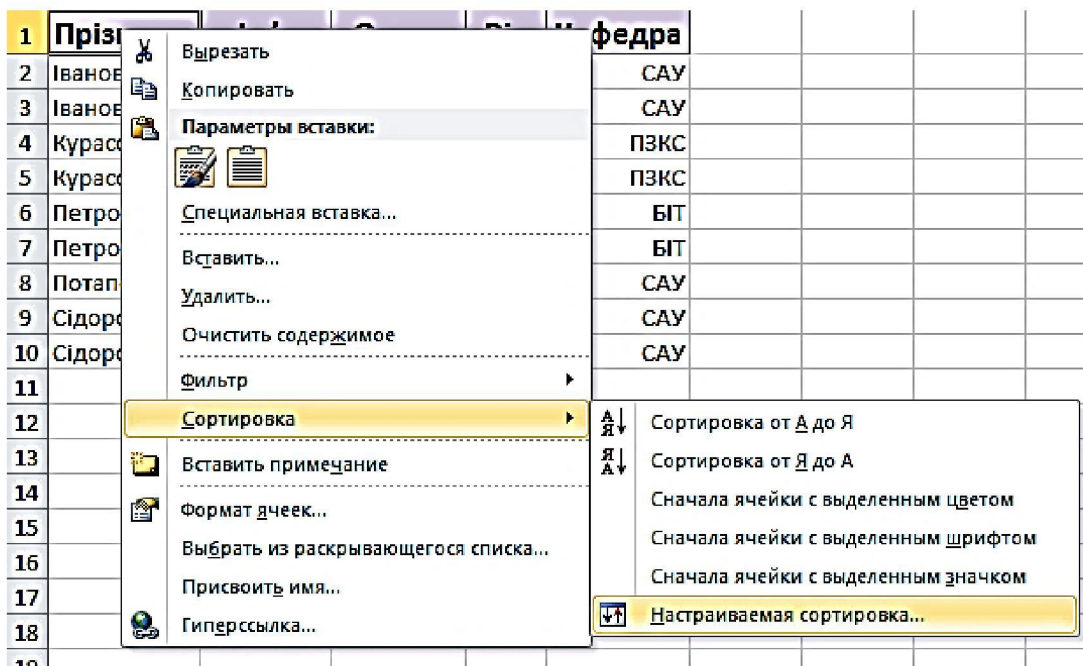 1 Пріз федра
2 Іванов САУ
3 Іванов САУ
4 Курасо ПЗКС
5 Курасо ПЗКС
6 Петро БІТ
7 Петро БІТ
8 Потап САУ
9 Сідоро САУ
10 Сідоро САУ
11
12
13
14
15
16
17
18
Вырезать
Копировать
Параметры вставки:
Специальная вставка...
Вставить...
Удалить...
Очистить содержимое
Фильтр
Сортировка
Вставить примечание
Формат ячеек...
Выбрать из раскрывающегося списка...
Присвоить имя...
Гиперссылка...
Сортировка от А до Я
Сортировка от Я до А
Сначала ячейки с выделенным цветом
Сначала ячейки с выделенным шрифтом
Сначала ячейки с выделенным значком
Настраиваемая сортировка...